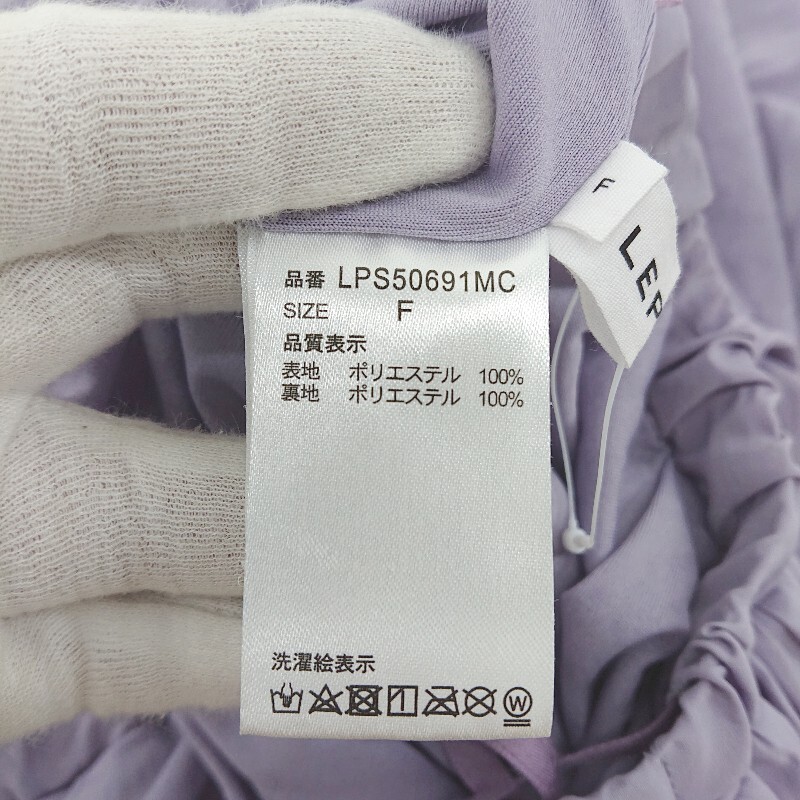 F
LEP
品番 LPS50691MC
SIZE F
品質表示
表地 ポリエステル 100%
裏地 ポリエステル 100%
洗濯絵表示
W